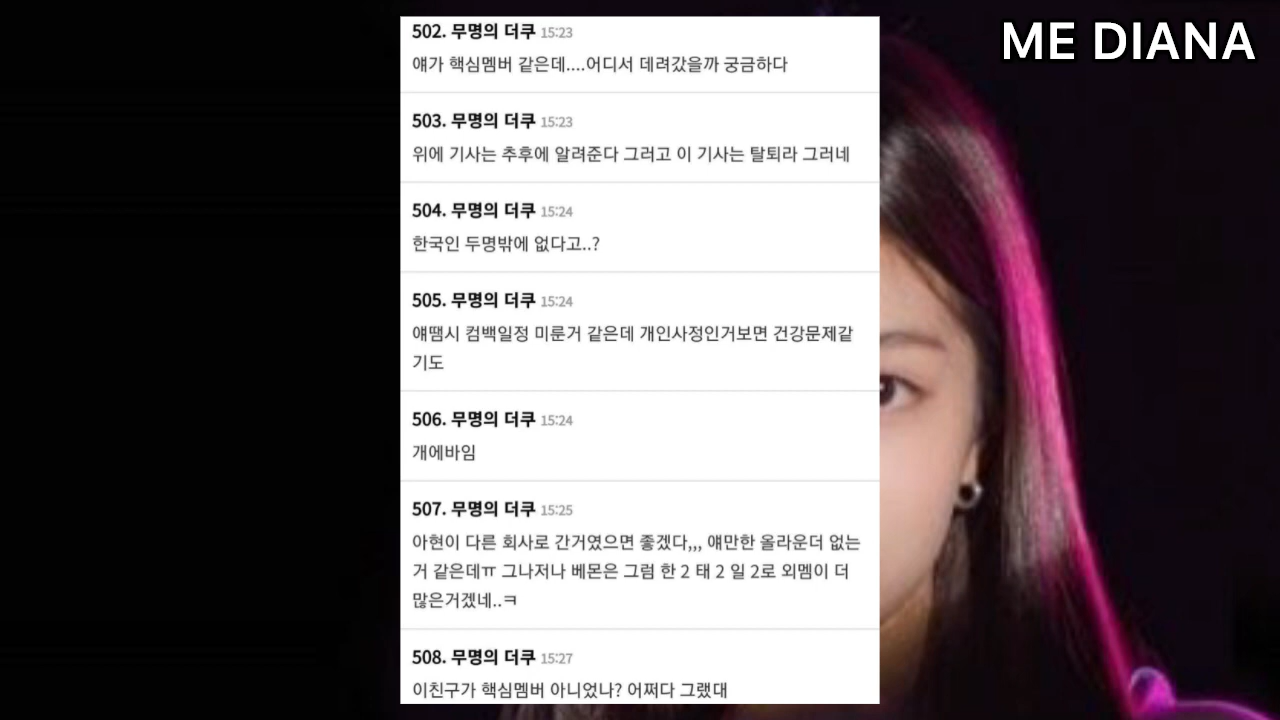 ME DIANA
502. 무명의 더쿠 15:23
얘가 핵심멤버 같은데....어디서 데려갔을까 궁금하다
503. 무명의 더쿠 15:23
위에 기사는 추후에 알려준다 그러고 이 기사는 탈퇴라 그러네
504. 무명의 더쿠 15:24
한국인 두명밖에 없다고..?
505. 무명의 더쿠 15:24
얘땜시 컴백일정 미룬거 같은데 개인사정인거보면 건강문제같
기도
506. 무명의 더쿠 15:24
개에바임
507. 무명의 더쿠 15:25
아현이 다른 회사로 간거였으면 좋겠다,,, 얘만한 올라운더 없는
거 같은데ㅠ 그나저나 베몬은 그럼 한 2 태 2 일 2로 외멤이 더
많은거겠네..ㅋ
508. 무명의 더쿠 15:27
이친구가 핵심멤버 아니었나? 어쩌다 그랬대